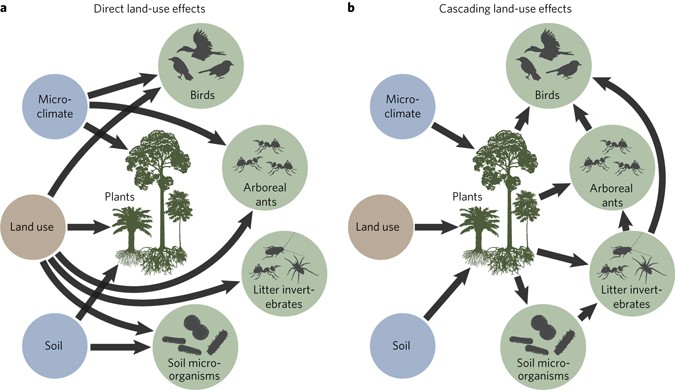 a
Direct land-use effects
Birds
Micro-
climate
Arboreal
ants
Plants
Land use
Litter invert-
ebrates
Soil
Soil micro-
organisms
b
Cascading land-use effects
Birds
Micro-
climate
Arboreal
ants
Plants
Land use
Litter invert-
ebrates
Soil
Soil micro-
organisms